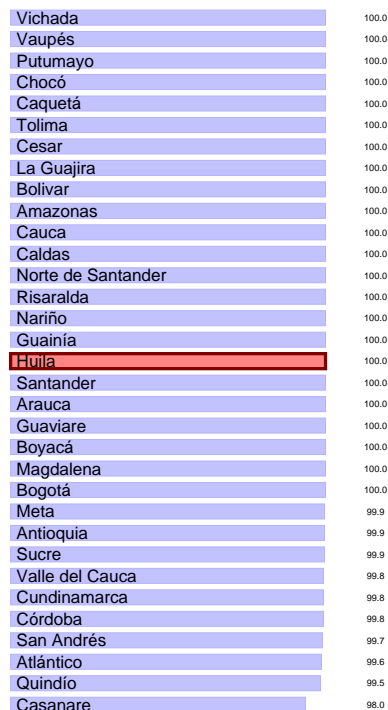 Vichada 100.0
Vaupés 100.0
Putumayo 100.0
Chocó 100.0
Caquetá 100.0
Tolima 100.0
Cesar 100.0
La Guajira 100.0
Bolivar 100.0
Amazonas 100.0
Cauca 100.0
Caldas 100.0
Norte de Santander 100.0
Risaralda 100.0
Nariño 100.0
Guainía 100.0
Huila 100.0
Santander 100.0
Arauca 100.0
Guaviare 100.0
Boyacá 100.0
Magdalena 100.0
Bogotá 100.0
Meta 99.9
Antioquia 99.9
Sucre 99.9
Valle del Cauca 99.8
Cundinamarca 99.8
Córdoba 99.8
San Andrés 99.7
Atlántico 99.6
Quindío 99.5
Casanare 98.0